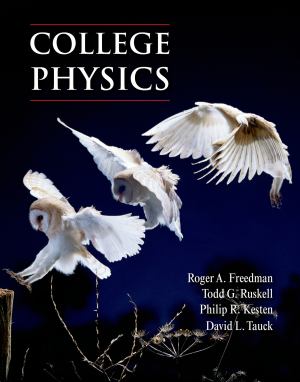 COLLEGE
PHYSICS
Roger A. Freedman
Todd G. Ruskell
Philip R. Kesten
David L. Tauck